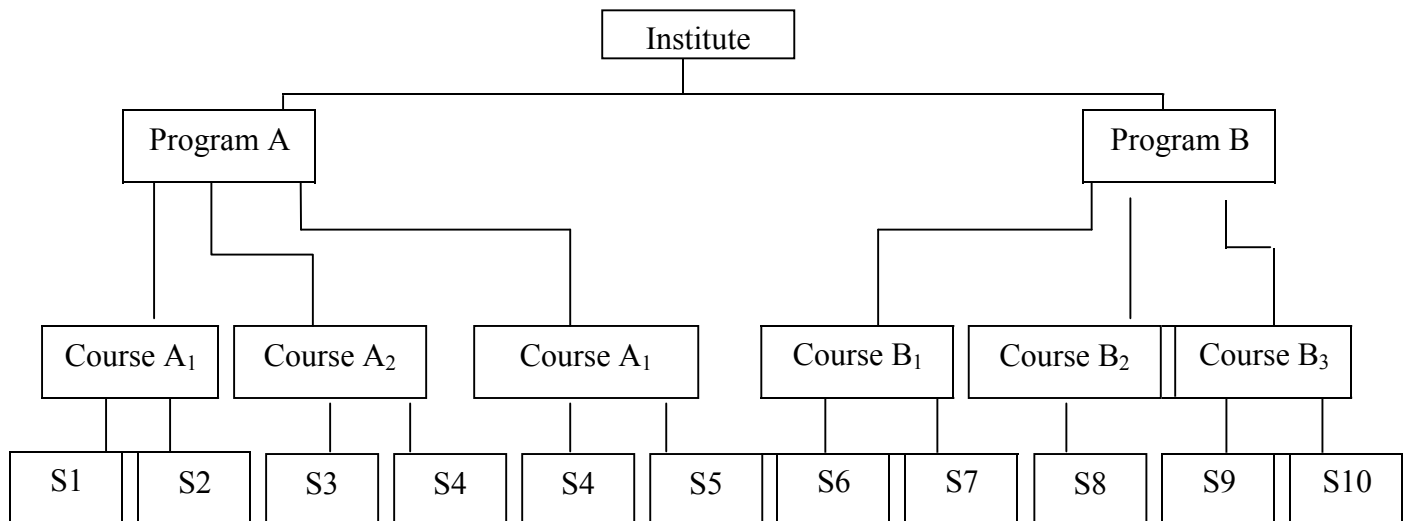 Institute
Program A
Program B
Course A₁
Course A₂
Course A₁
Course B₁
Course B₂
Course B₃
S1
S2
S3
S4
S4
S5
S6
S7
S8
S9
S10